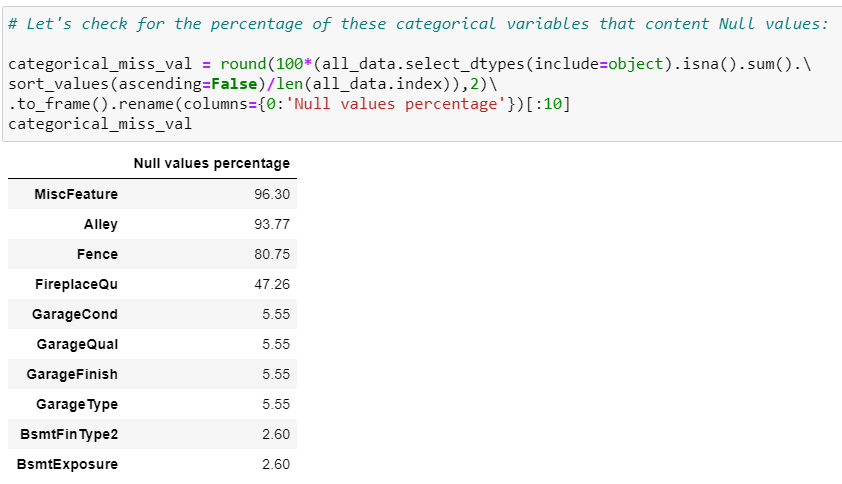 # Let's check for the percentage of these categorical variables that content Null values:
categorical_miss_val = round(100*(all_data.select_dtypes(include=object).isna().sum().\
sort_values(ascending=False)/len(all_data.index)),2)\
.to_frame().rename(columns={0:'Null values percentage'})[:10]
categorical_miss_val
Null values percentage
MiscFeature 96.30
Alley 93.77
Fence 80.75
FireplaceQu 47.26
GarageCond 5.55
GarageQual 5.55
GarageFinish 5.55
GarageType 5.55
BsmtFinType2 2.60
BsmtExposure 2.60